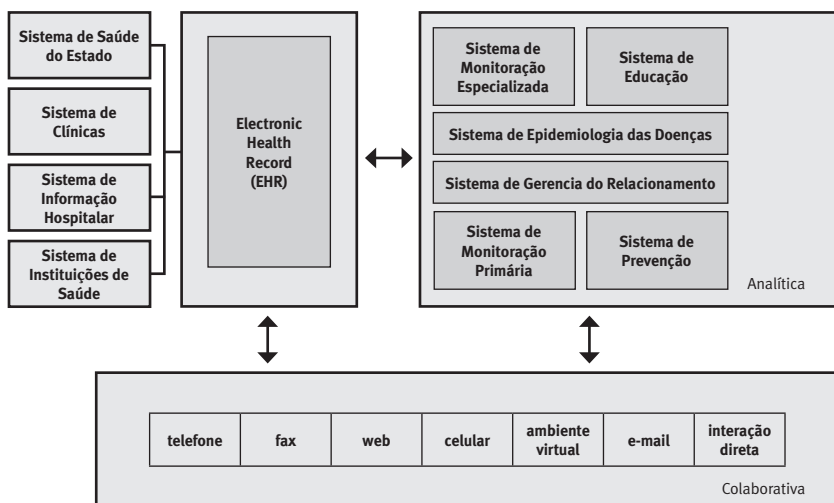 Sistema de Saúde
do Estado
Sistema de
Clínicas
Sistema de
Informação
Hospitalar
Sistema de
Instituições de
Saúde
Electronic
Health
Record
(EHR)
Sistema de
Monitoração
Especializada
Sistema de
Educação
Sistema de Epidemiologia das Doenças
Sistema de Gerencia do Relacionamento
Sistema de
Monitoração
Primária
Sistema de
Prevenção
Analítica
telefone
fax
web
celular
ambiente
virtual
e-mail
interação
direta
Colaborativa